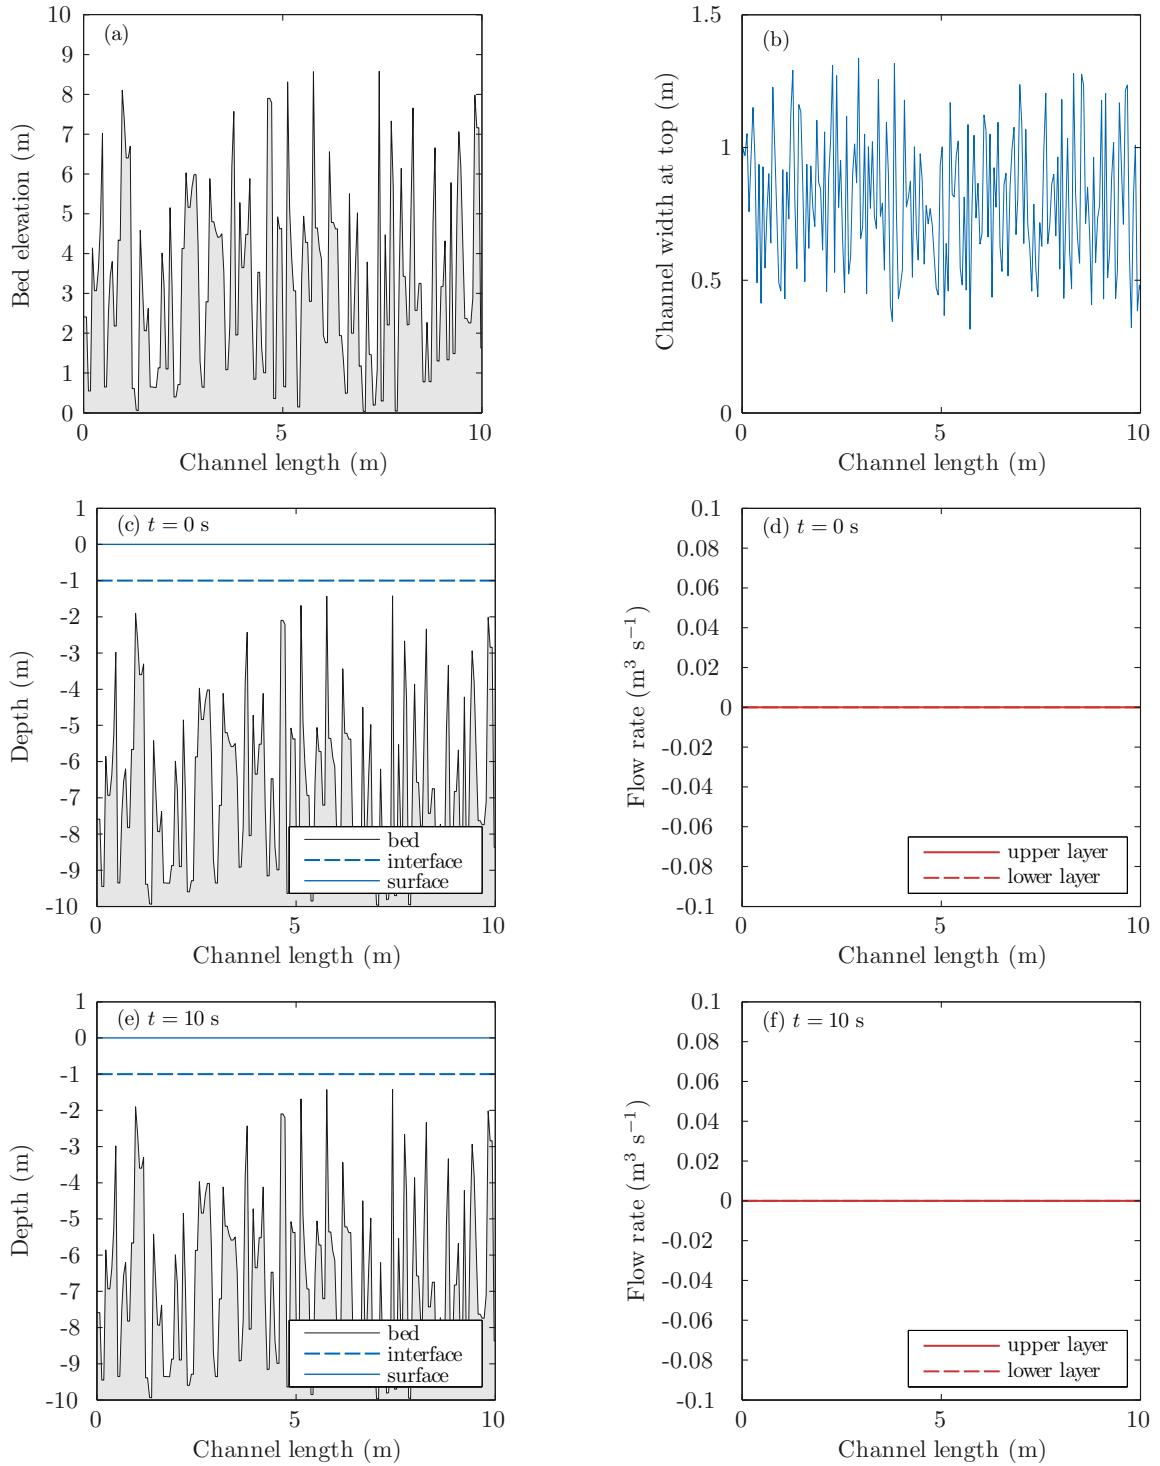 (a)
10
9
8
7
6
5
4
3
2
1
0
Bed elevation (m)
0 5 10
Channel length (m)
(b)
1.5
1
0.5
0
Channel width at top (m)
0 5 10
Channel length (m)
(c) t = 0 s
1
0
-1
-2
-3
-4
-5
-6
-7
-8
-9
-10
Depth (m)
bed
interface
surface
0 5 10
Channel length (m)
(d) t = 0 s
0.1
0.08
0.06
0.04
0.02
0
-0.02
-0.04
-0.06
-0.08
-0.1
Flow rate (m³ s⁻¹)
upper layer
lower layer
0 5 10
Channel length (m)
(e) t = 10 s
1
0
-1
-2
-3
-4
-5
-6
-7
-8
-9
-10
Depth (m)
bed
interface
surface
0 5 10
Channel length (m)
(f) t = 10 s
0.1
0.08
0.06
0.04
0.02
0
-0.02
-0.04
-0.06
-0.08
-0.1
Flow rate (m³ s⁻¹)
upper layer
lower layer
0 5 10
Channel length (m)